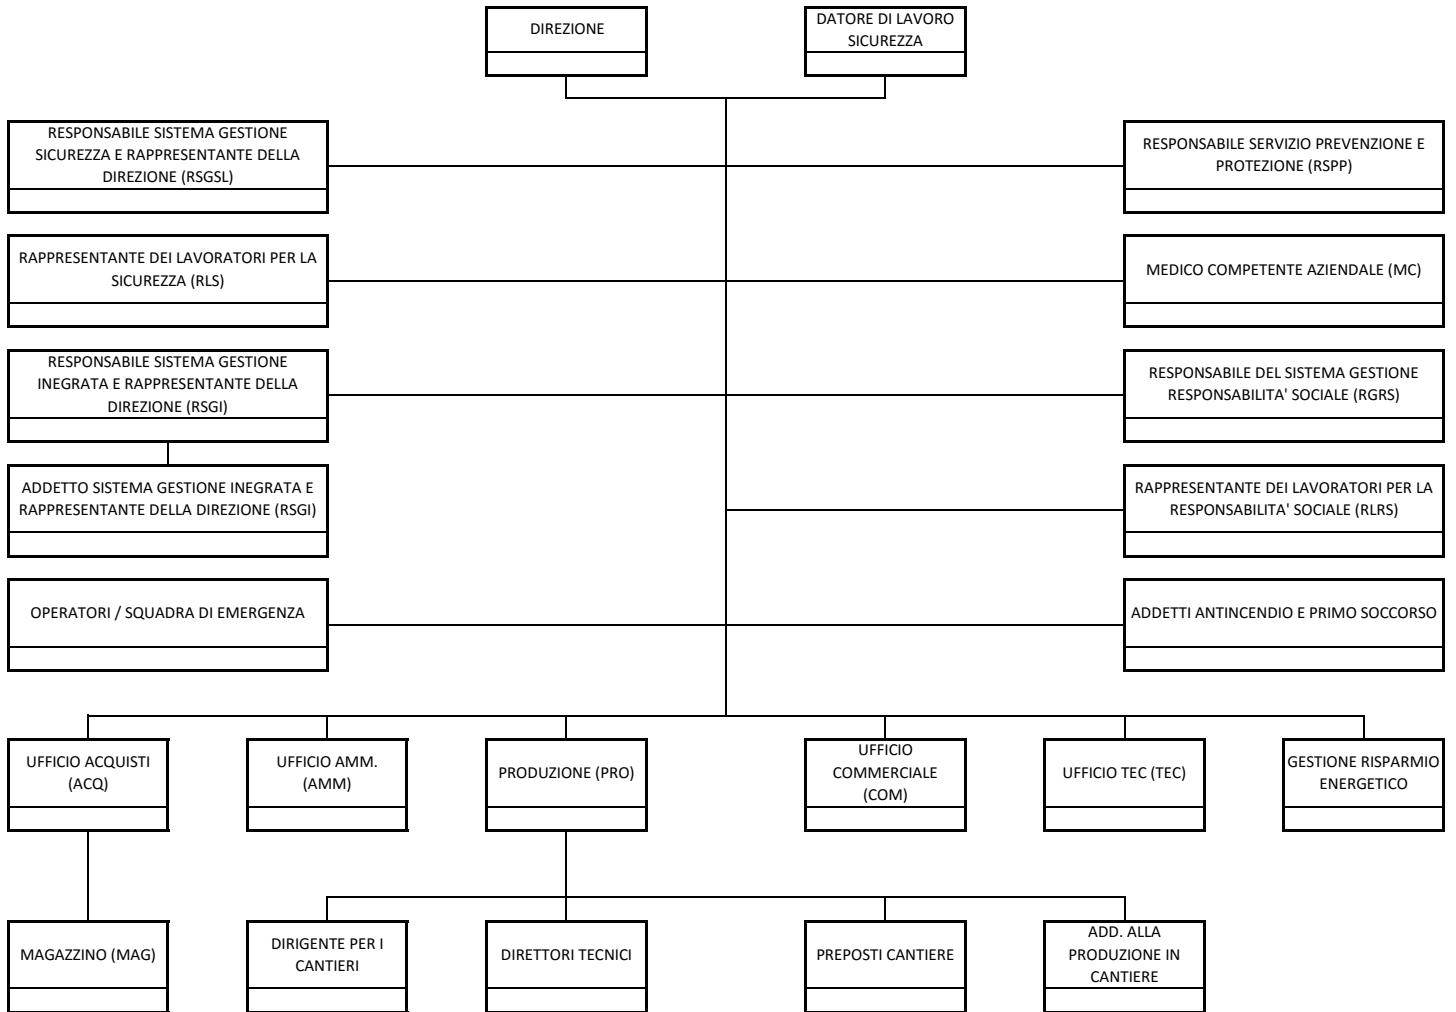 DIREZIONE
DATORE DI LAVORO
SICUREZZA
RESPONSABILE SISTEMA GESTIONE
SICUREZZA E RAPPRESENTANTE DELLA
DIREZIONE (RSGSL)
RESPONSABILE SERVIZIO PREVENZIONE E
PROTEZIONE (RSPP)
RAPPRESENTANTE DEI LAVORATORI PER LA
SICUREZZA (RLS)
MEDICO COMPETENTE AZIENDALE (MC)
RESPONSABILE SISTEMA GESTIONE
INEGRATA E RAPPRESENTANTE DELLA
DIREZIONE (RSGI)
RESPONSABILE DEL SISTEMA GESTIONE
RESPONSABILITA' SOCIALE (RGRS)
ADDETTO SISTEMA GESTIONE INEGRATA E
RAPPRESENTANTE DELLA DIREZIONE (RSGI)
RAPPRESENTANTE DEI LAVORATORI PER LA
RESPONSABILITA' SOCIALE (RLRS)
OPERATORI / SQUADRA DI EMERGENZA
ADDETTI ANTINCENDIO E PRIMO SOCCORSO
UFFICIO ACQUISTI
(ACQ)
UFFICIO AMM.
(AMM)
PRODUZIONE (PRO)
UFFICIO
COMMERCIALE
(COM)
UFFICIO TEC (TEC)
GESTIONE RISPARMIO
ENERGETICO
MAGAZZINO (MAG)
DIRIGENTE PER I
CANTIERI
DIRETTORI TECNICI
PREPOSTI CANTIERE
ADD. ALLA
PRODUZIONE IN
CANTIERE